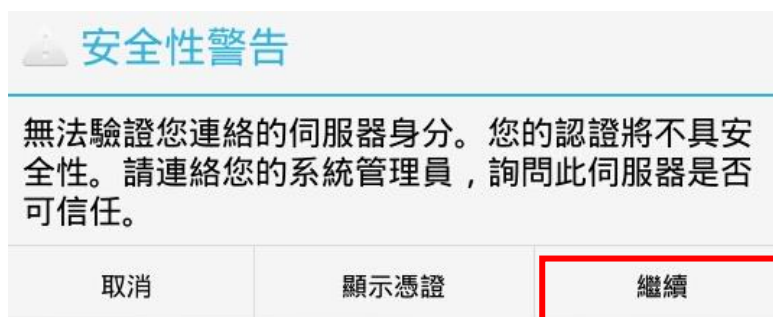 安全性警告
無法驗證您連絡的伺服器身分。您的認證將不具安
全性。請連絡您的系統管理員，詢問此伺服器是否
可信任。
取消
顯示憑證
繼續